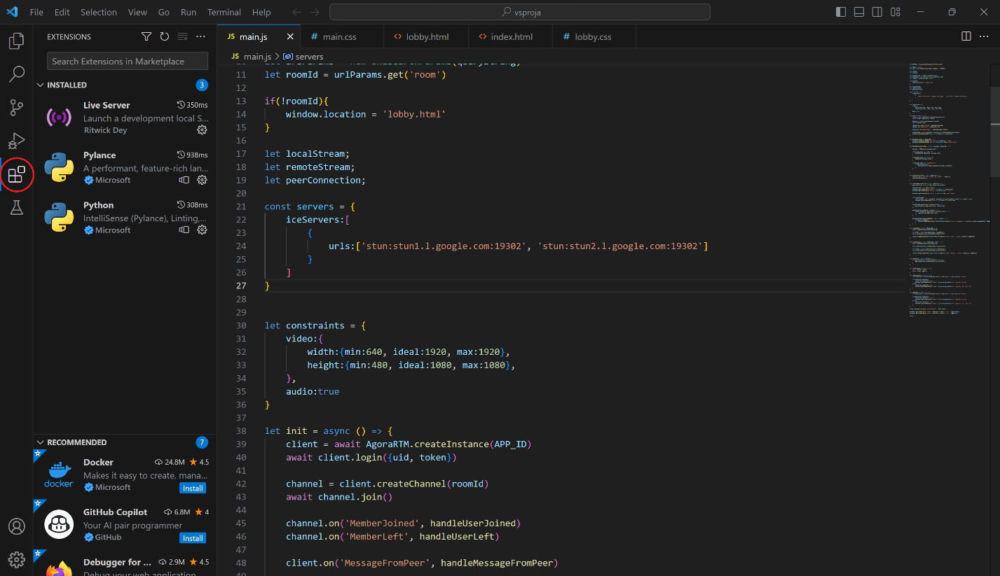 File Edit Selection View Go Run Terminal Help
vsproja
EXTENSIONS
Search Extensions in Marketplace
INSTALLED 3
Live Server 350ms
Launch a development local S...
Ritwick Dey
Pylance 938ms
A performant, feature-rich lan...
Microsoft
Python 308ms
IntelliSense (Pylance), Linting,...
Microsoft
RECOMMENDED 7
Docker 24.8M 4.5
Makes it easy to create, mana...
docker
Microsoft Install
GitHub Copilot 6.8M 4
Your AI pair programmer
GitHub Install
Debugger for ... 2.9M 4.5
Debug your web application
JS main.js # main.css <> lobby.html <> index.html # lobby.css
JS main.js > servers
11 let roomId = urlParams.get('room')
12
13 if(!roomId){
14 window.location = 'lobby.html'
15 }
16
17 let localStream;
18 let remoteStream;
19 let peerConnection;
20
21 const servers = {
22 iceServers:[
23 {
24 urls:['stun:stun1.l.google.com:19302', 'stun:stun2.l.google.com:19302']
25 }
26 ]
27 }
28
29
30 let constraints = {
31 video:{
32 width:{min:640, ideal:1920, max:1920},
33 height:{min:480, ideal:1080, max:1080},
34 },
35 audio:true
36 }
37
38 let init = async () => {
39 client = await AgoraRTM.createInstance(APP_ID)
40 await client.login({uid, token})
41
42 channel = client.createChannel(roomId)
43 await channel.join()
44
45 channel.on('MemberJoined', handleUserJoined)
46 channel.on('MemberLeft', handleUserLeft)
47
48 client.on('MessageFromPeer', handleMessageFromPeer)
49